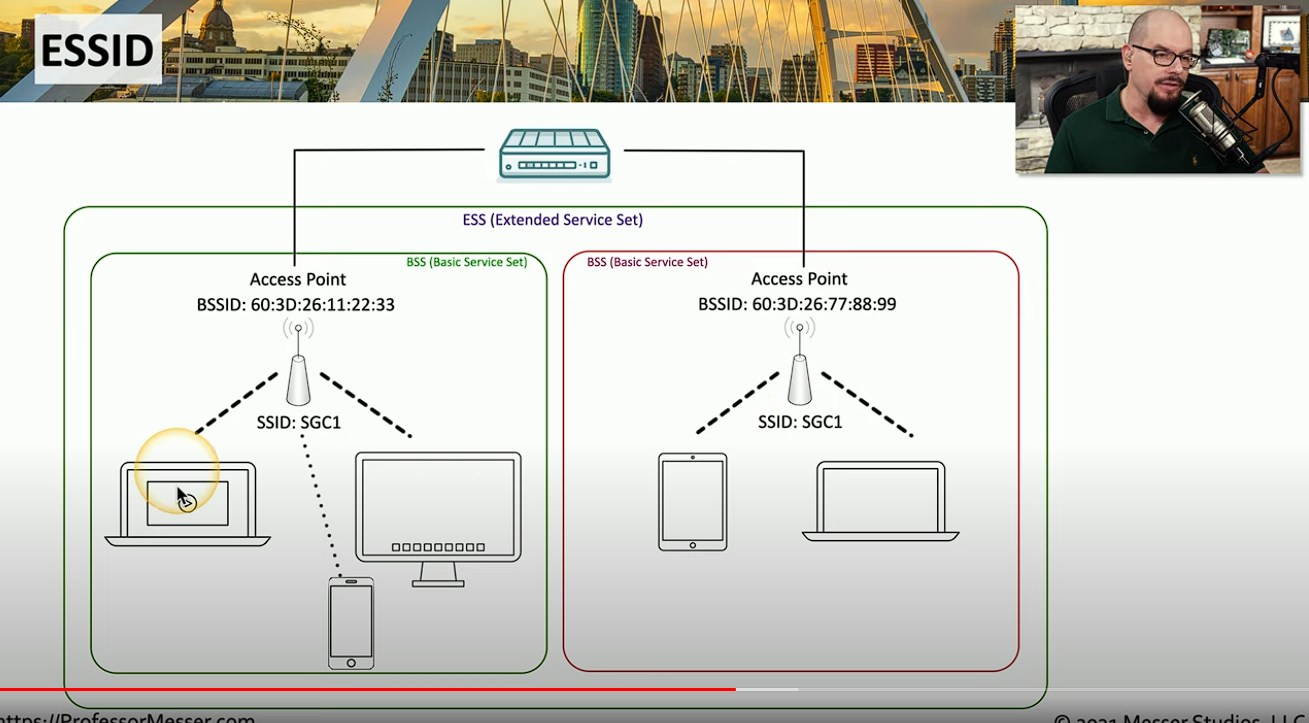 ESSID
ESS (Extended Service Set)
BSS (Basic Service Set)
Access Point
BSSID: 60:3D:26:11:22:33
SSID: SGC1
BSS (Basic Service Set)
Access Point
BSSID: 60:3D:26:77:88:99
SSID: SGC1
https://ProfessorMesser.com
© 2021 Messer Studios, LLC